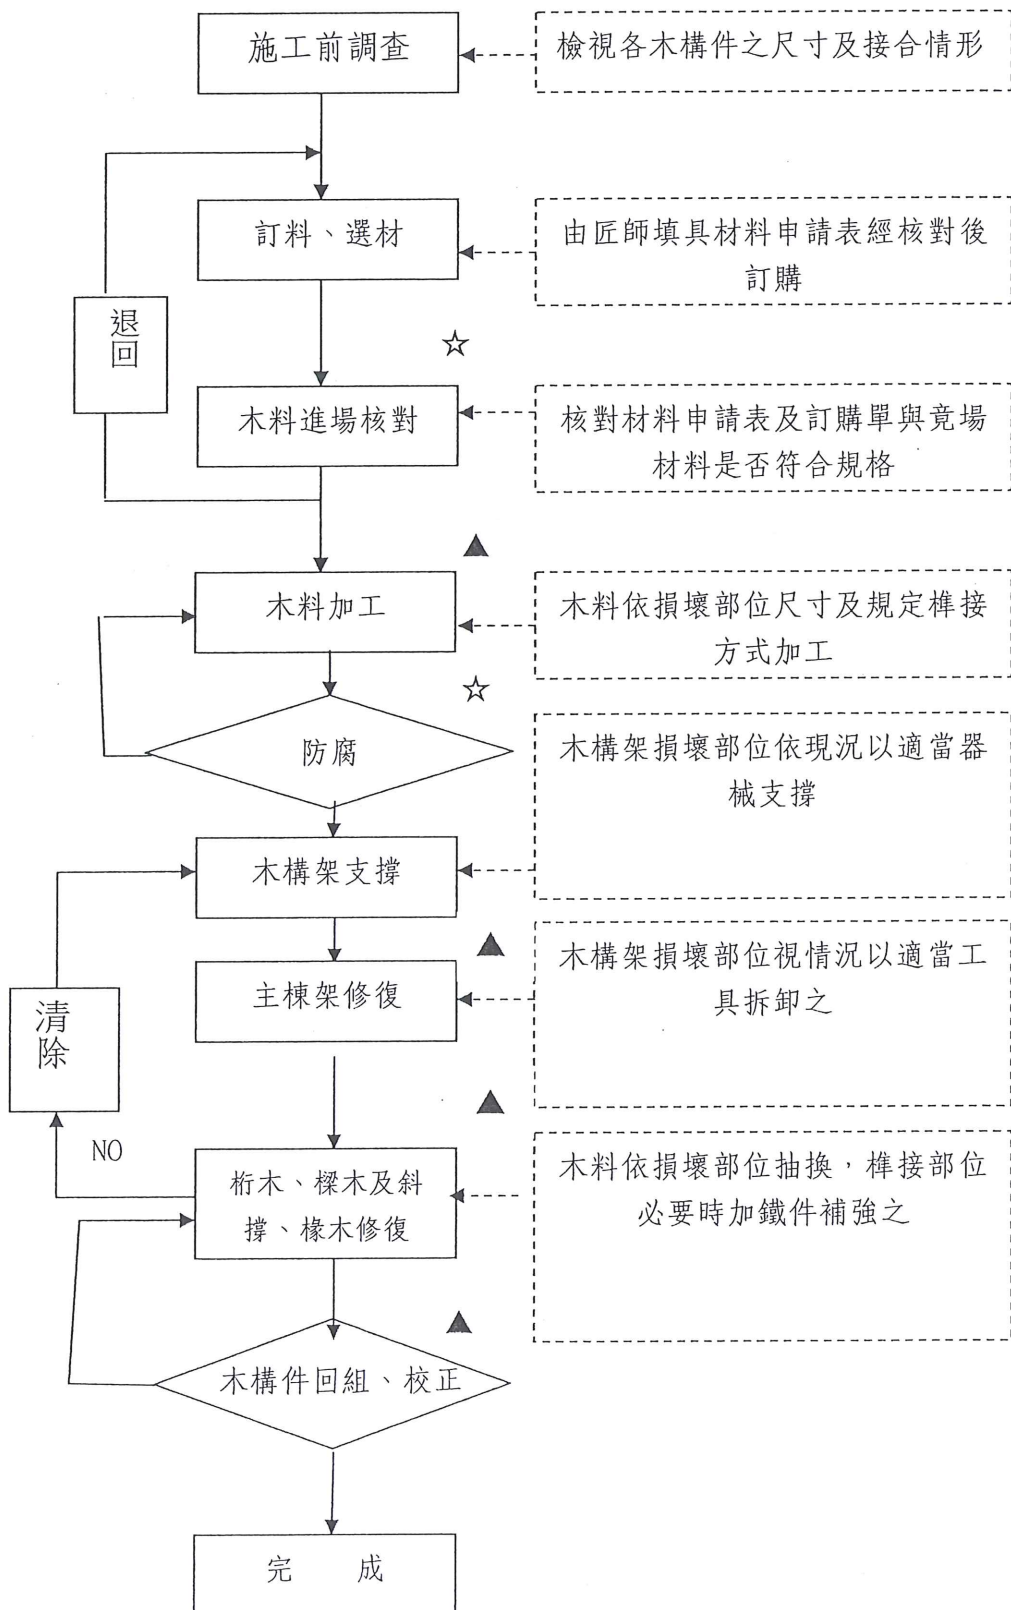 施工前調查
檢視各木構件之尺寸及接合情形
訂料、選材
由匠師填具材料申請表經核對後
訂購
退
回
☆
木料進場核對
核對材料申請表及訂購單與竟場
材料是否符合規格
▲
木料加工
木料依損壞部位尺寸及規定榫接
方式加工
☆
防腐
木構架損壞部位依現況以適當器
械支撐
木構架支撐
▲
主棟架修復
木構架損壞部位視情況以適當工
具拆卸之
清
除
▲
NO
桁木、樑木及斜
撐、椽木修復
木料依損壞部位抽換，榫接部位
必要時加鐵件補強之
▲
木構件回組、校正
完 成